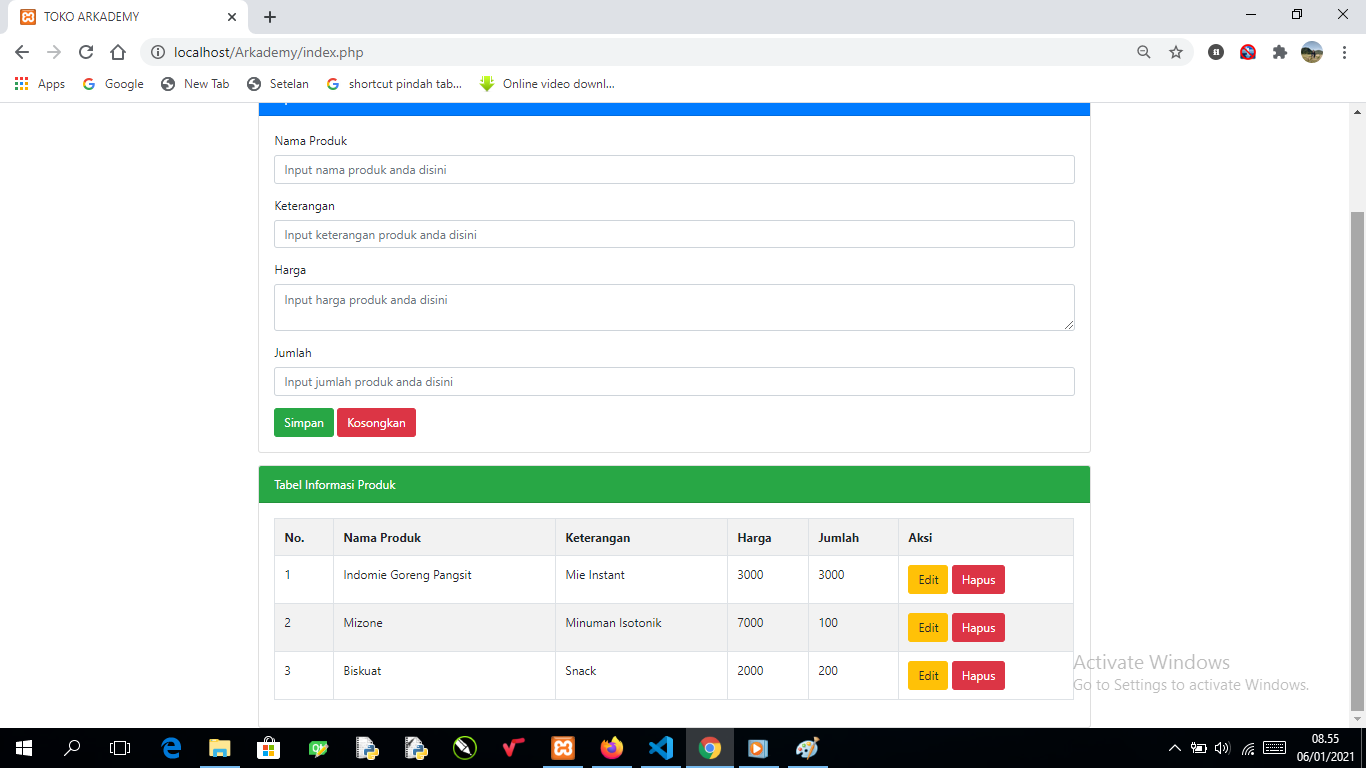 TOKO ARKADEMY
localhost/Arkademy/index.php
Apps Google New Tab Setelan shortcut pindah tab... Online video downl...
Nama Produk
Input nama produk anda disini
Keterangan
Input keterangan produk anda disini
Harga
Input harga produk anda disini
Jumlah
Input jumlah produk anda disini
Simpan Kosongkan
Tabel Informasi Produk
No. Nama Produk Keterangan Harga Jumlah Aksi
1 Indomie Goreng Pangsit Mie Instant 3000 3000 Edit Hapus
2 Mizone Minuman Isotonik 7000 100 Edit Hapus
3 Biskuat Snack 2000 200 Edit Hapus
Activate Windows
Go to Settings to activate Windows.
08.55
06/01/2021